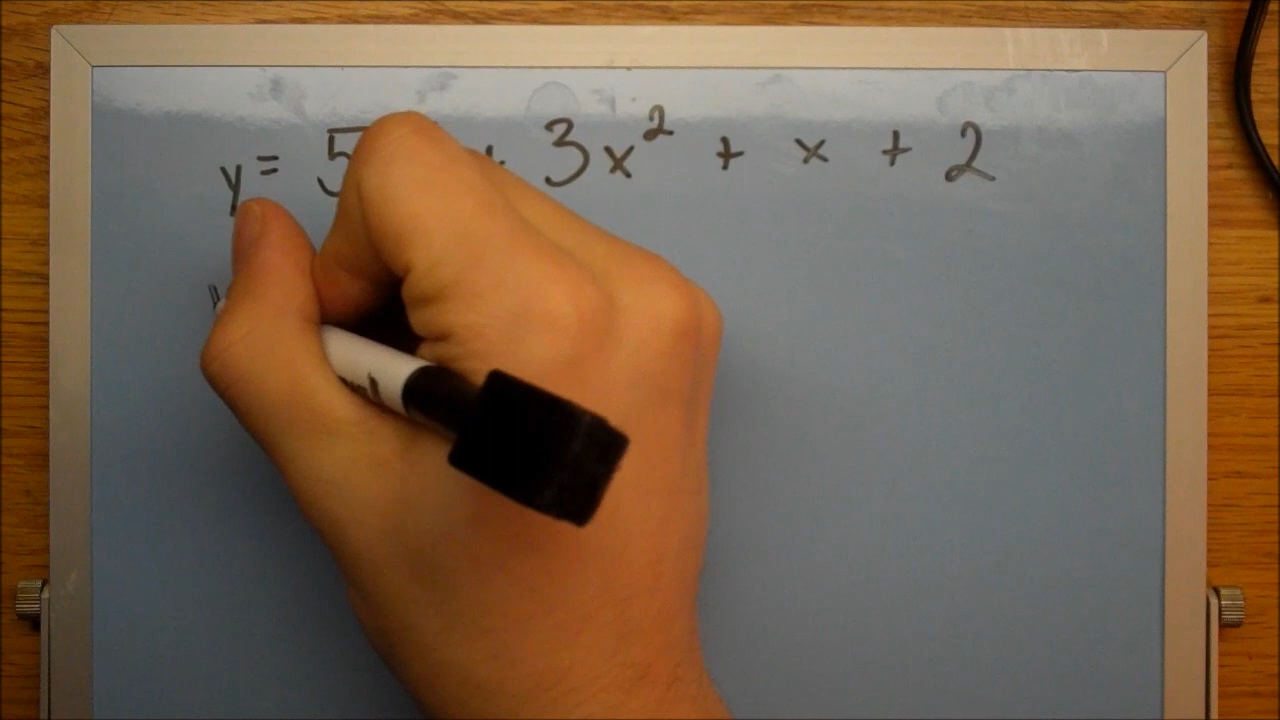 y = 5 + 3x² + x + 2